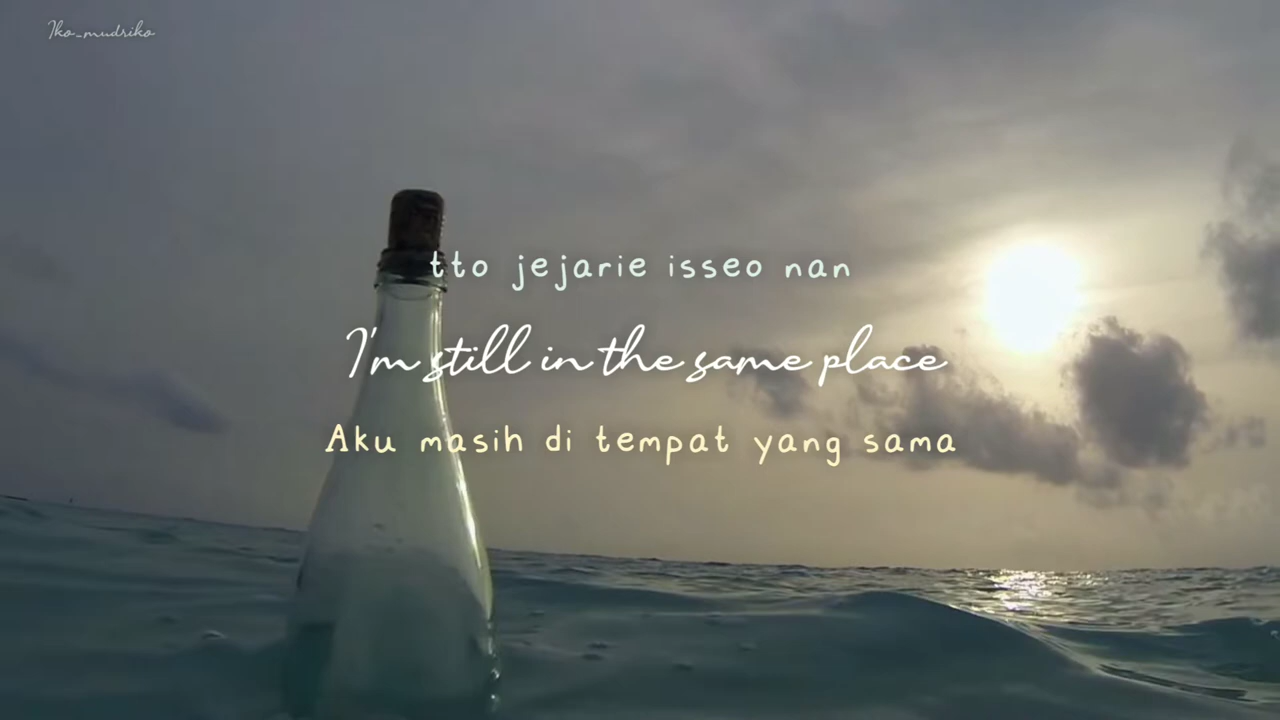 Iko_mudriko
tto jejarie isseo nan
I'm still in the same place
Aku masih di tempat yang sama